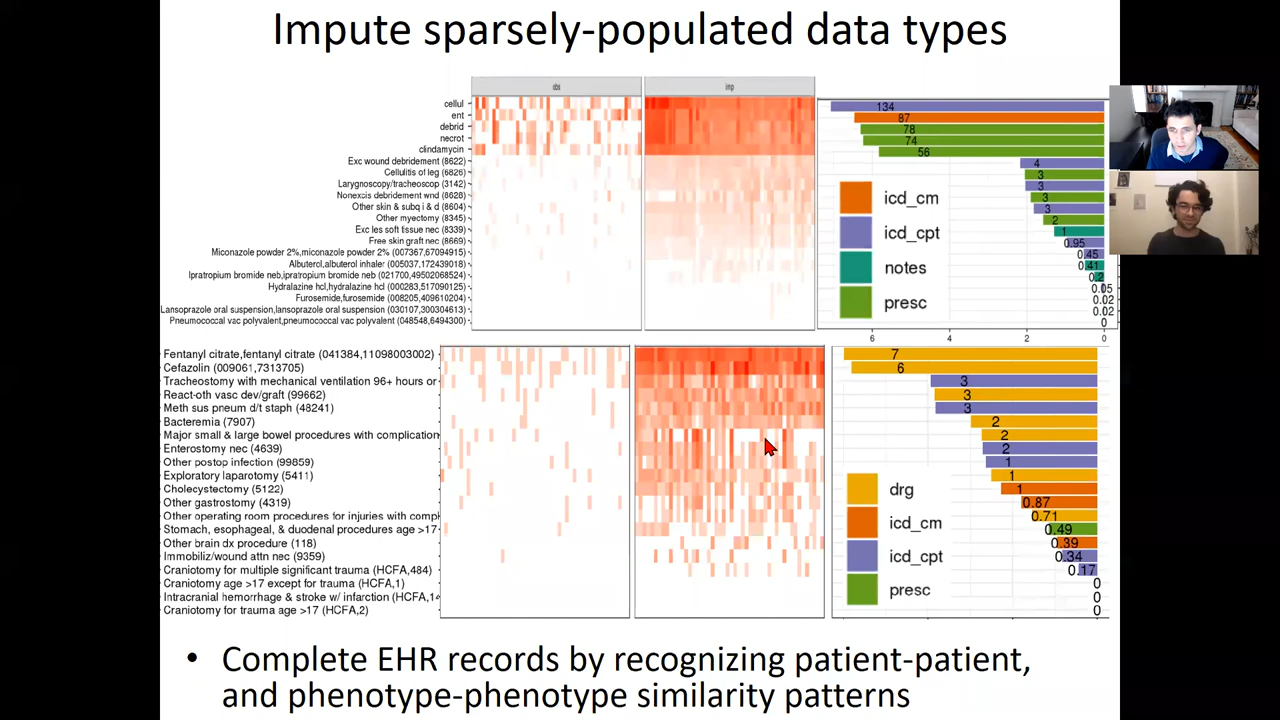 Impute sparsely-populated data types
obs
imp
cellul
ent
debrid
necrot
clindamycin
Exc wound debridement (8622)
Cellulitis of leg (6826)
Larygnoscopy/tracheoscop (3142)
Nonexcis debridement wnd (8628)
Other skin & subq i & d (8604)
Other myectomy (8345)
Exc les soft tissue nec (8339)
Free skin graft nec (8669)
Miconazole powder 2%,miconazole powder 2% (007367,67094915)
Albuterol,albuterol inhaler (005037,172439018)
Ipratropium bromide neb,ipratropium bromide neb (021700,49502068524)
Hydralazine hcl,hydralazine hcl (000283,517090125)
Furosemide,furosemide (008205,409610204)
Lansoprazole oral suspension,lansoprazole oral suspension (030107,300304613)
Pneumococcal vac polyvalent,pneumococcal vac polyvalent (048548,6494300)
134
87
78
74
56
4
3
3
3
3
2
1
0.95
0.45
0.41
0.2
0.05
0.02
0.02
0
icd_cm
icd_cpt
notes
presc
6 4 2 0
Fentanyl citrate,fentanyl citrate (041384,11098003002)
Cefazolin (009061,7313705)
Tracheostomy with mechanical ventilation 96+ hours or
React-oth vasc dev/graft (99662)
Meth sus pneum d/t staph (48241)
Bacteremia (7907)
Major small & large bowel procedures with complication
Enterostomy nec (4639)
Other postop infection (99859)
Exploratory laparotomy (5411)
Cholecystectomy (5122)
Other gastrostomy (4319)
Other operating room procedures for injuries with compl
Stomach, esophageal, & duodenal procedures age >17
Other brain dx procedure (118)
Immobiliz/wound attn nec (9359)
Craniotomy for multiple significant trauma (HCFA,484)
Craniotomy age >17 except for trauma (HCFA,1)
Intracranial hemorrhage & stroke w/ infarction (HCFA,14
Craniotomy for trauma age >17 (HCFA,2)
7
6
3
3
3
2
2
2
1
1
1
0.87
0.71
0.49
0.39
0.34
0.17
0
0
0
drg
icd_cm
icd_cpt
presc
• Complete EHR records by recognizing patient-patient,
and phenotype-phenotype similarity patterns